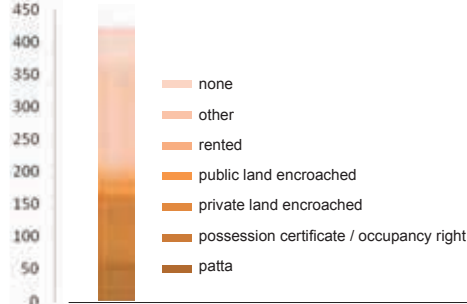 450
400
350
300
250
200
150
100
50
0
none
other
rented
public land encroached
private land encroached
possession certificate / occupancy right
patta